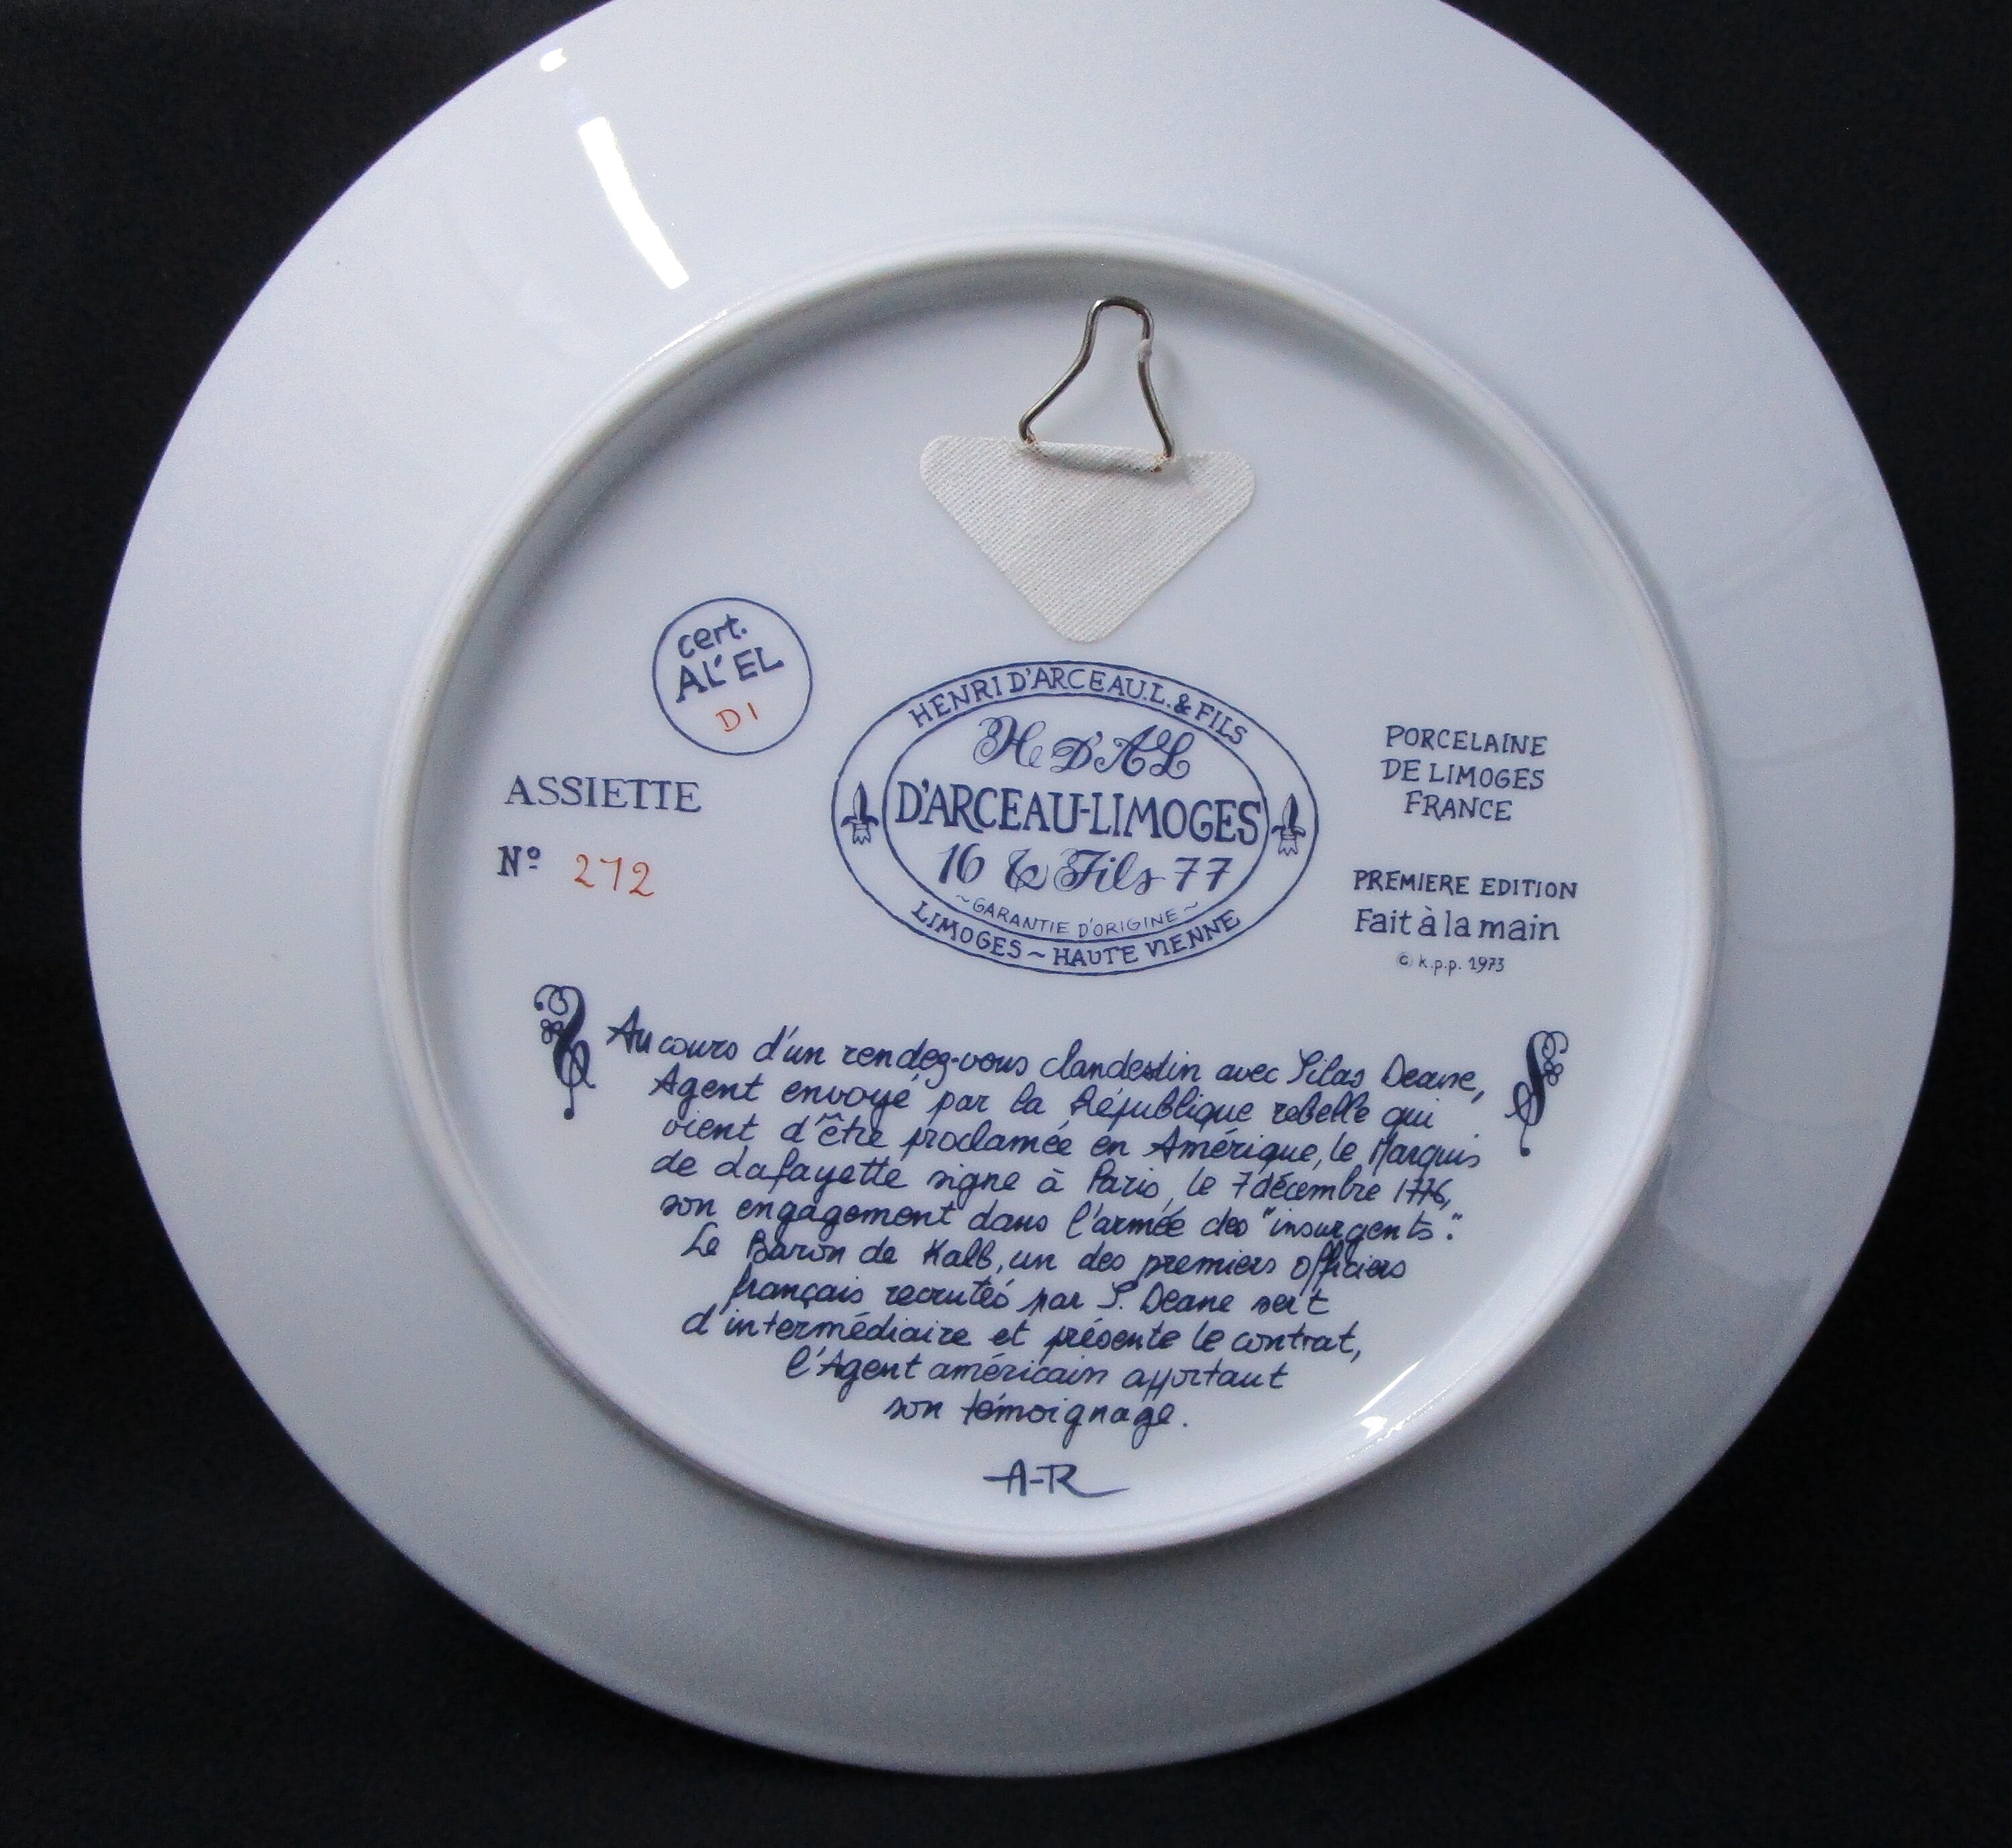 cert.
AL'EL
D1
ASSIETTE
Nº 272
HENRI D'ARCEAU.L. & FILS
H D'AL
D'ARCEAU-LIMOGES
16 & Fils 77
~GARANTIE D'ORIGINE~
LIMOGES ~ HAUTE VIENNE
PORCELAINE
DE LIMOGES
FRANCE
PREMIERE EDITION
Fait à la main
© k.p.p. 1973
Au cours d'un rendez-vous clandestin avec Silas Deane,
Agent envoyé par la République rebelle qui
vient d'être proclamée en Amérique, le Marquis
de Lafayette signe à Paris, le 7 décembre 1776,
son engagement dans l'armée des "insurgents".
Le Baron de Kalb, un des premiers officiers
français recrutés par S. Deane sert
d'intermédiaire et présente le contrat,
l'Agent américain apportant
son témoignage.
A-R